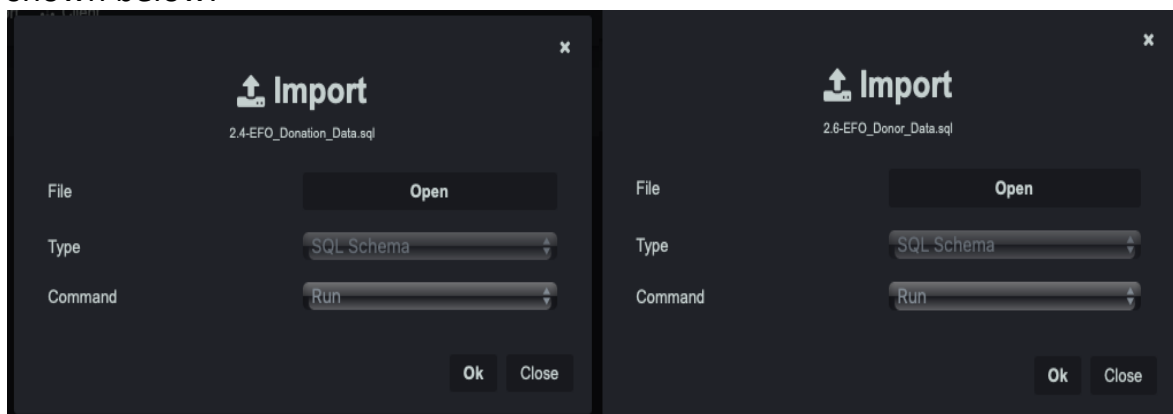 shown below:
Client
×
Import
2.4-EFO_Donation_Data.sql
File
Open
Type
SQL Schema
Command
Run
Ok
Close
×
Import
2.6-EFO_Donor_Data.sql
File
Open
Type
SQL Schema
Command
Run
Ok
Close